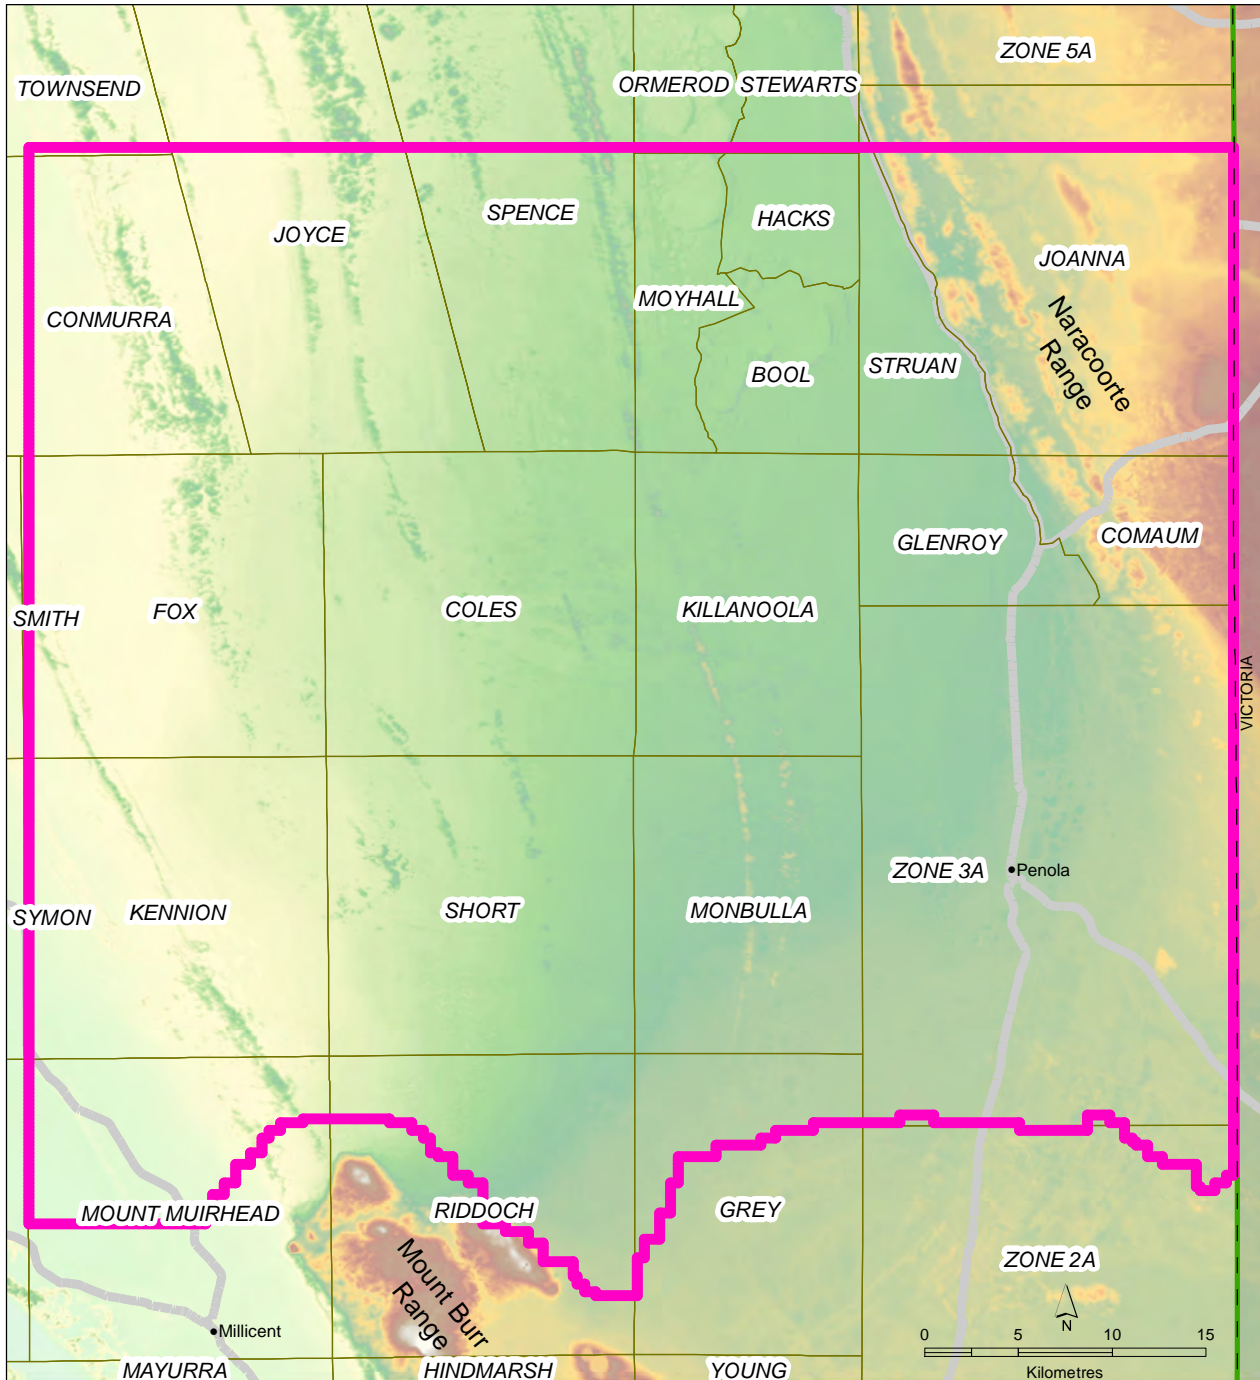 ZONE 5A
TOWNSEND
ORMEROD
STEWARTS
SPENCE
HACKS
JOYCE
JOANNA
MOYHALL
CONMURRA
Naracoorte
Range
STRUAN
BOOL
GLENROY
COMAUM
SMITH
FOX
COLES
KILLANOOLA
VICTORIA
ZONE 3A
Penola
SYMON
KENNION
SHORT
MONBULLA
MOUNT MUIRHEAD
RIDDOCH
GREY
Mount Burr
Range
ZONE 2A
N
Millicent
0 5 10 15
Kilometres
MAYURRA
HINDMARSH
YOUNG